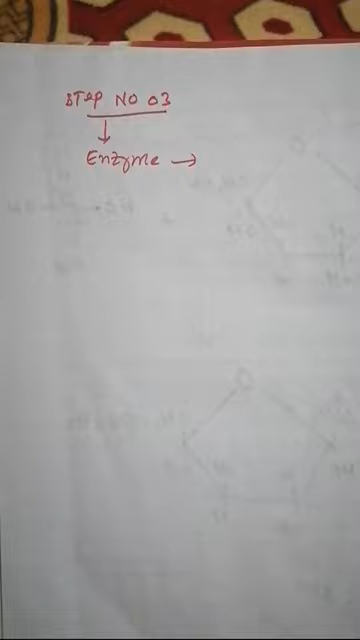 STEP NO 03
↓
Enzyme →